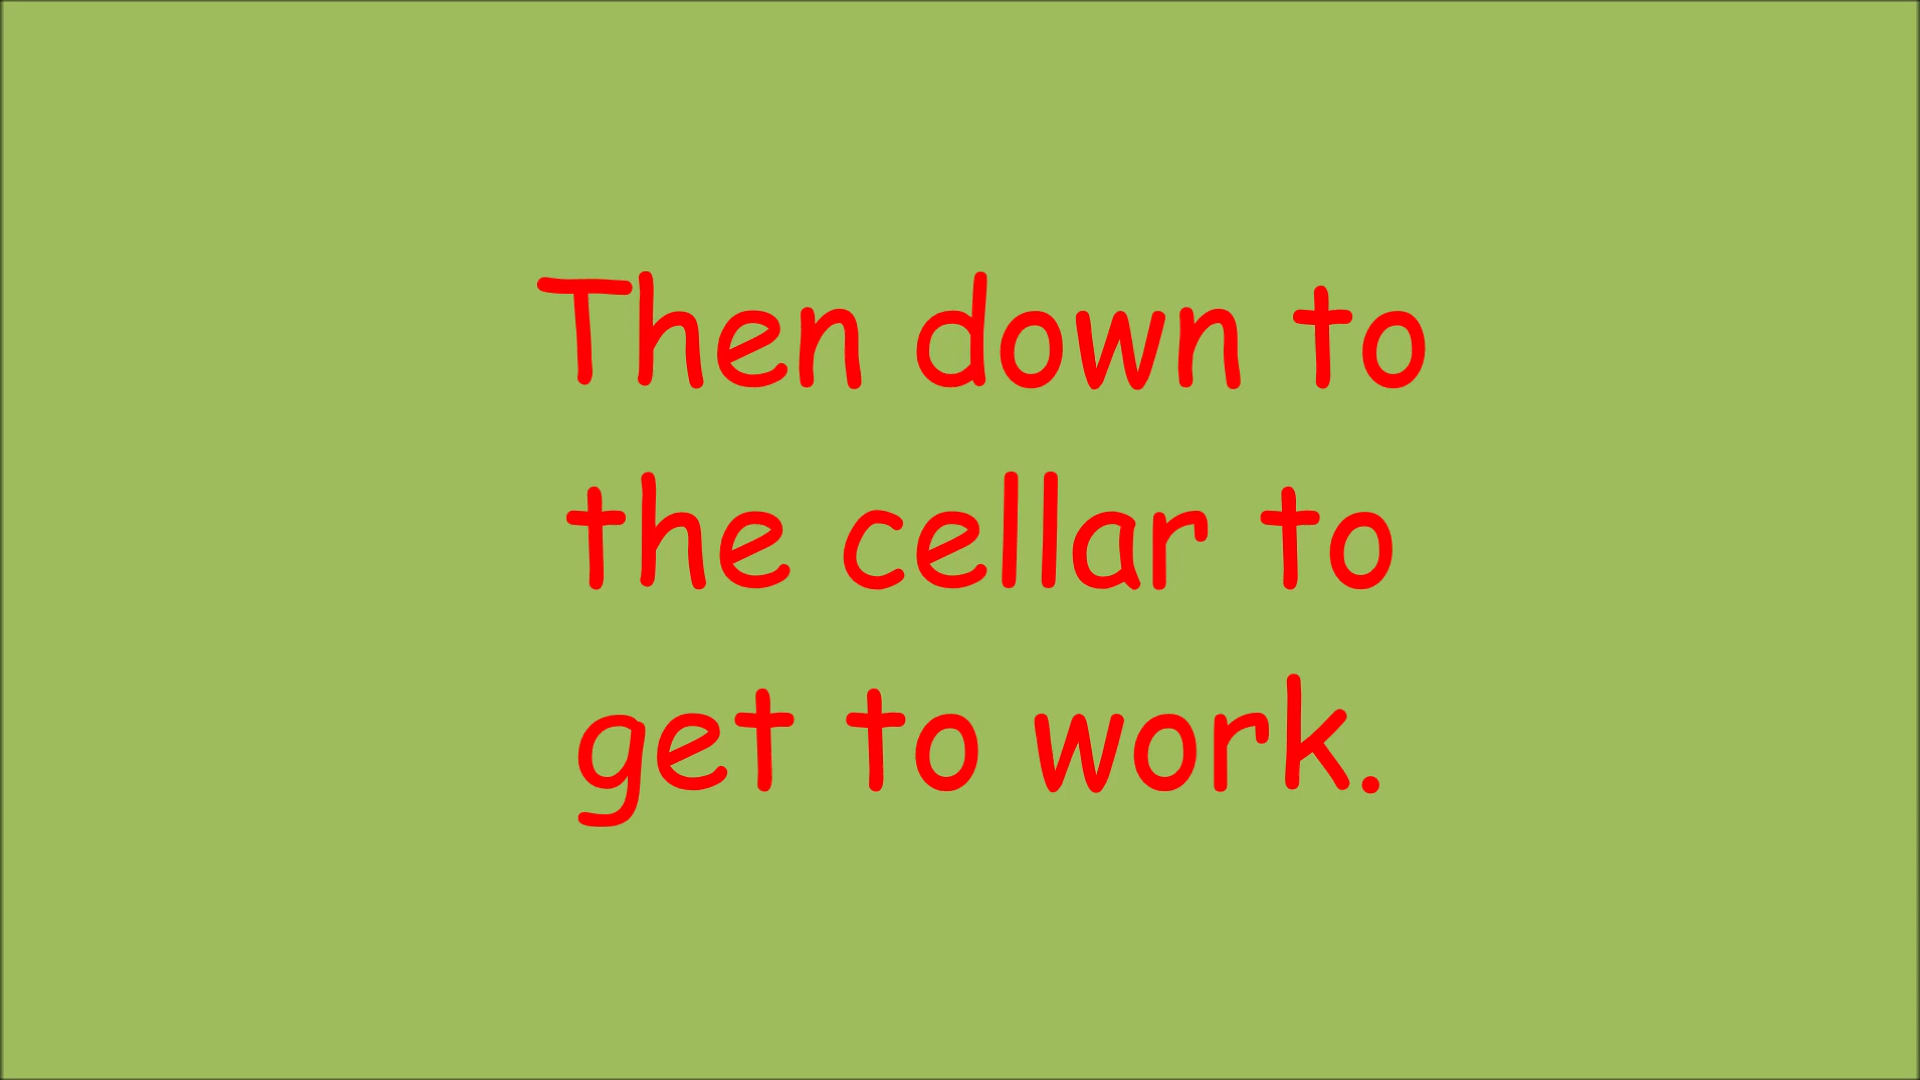 Then down to
the cellar to
get to work.